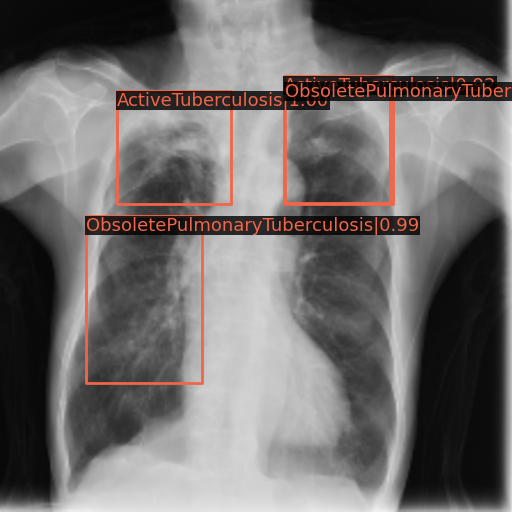 ActiveTuberculosis|1.00
ObsoletePulmonaryTuber
ObsoletePulmonaryTuberculosis|0.99